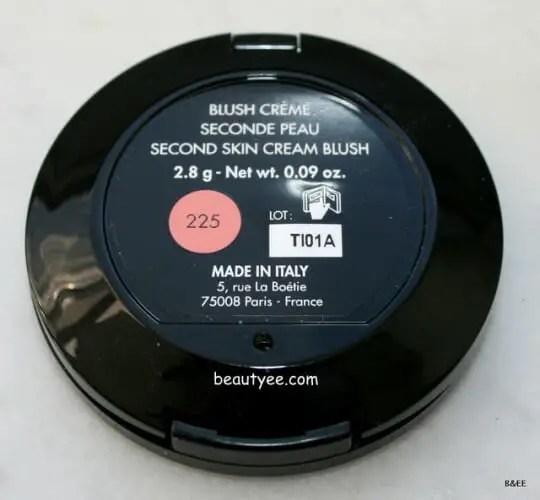 BLUSH CRÈME
SECONDE PEAU
SECOND SKIN CREAM BLUSH
2.8 g - Net wt. 0.09 oz.
225
LOT:
TI01A
MADE IN ITALY
5, rue La Boétie
75008 Paris - France
beautyee.com
B&EE